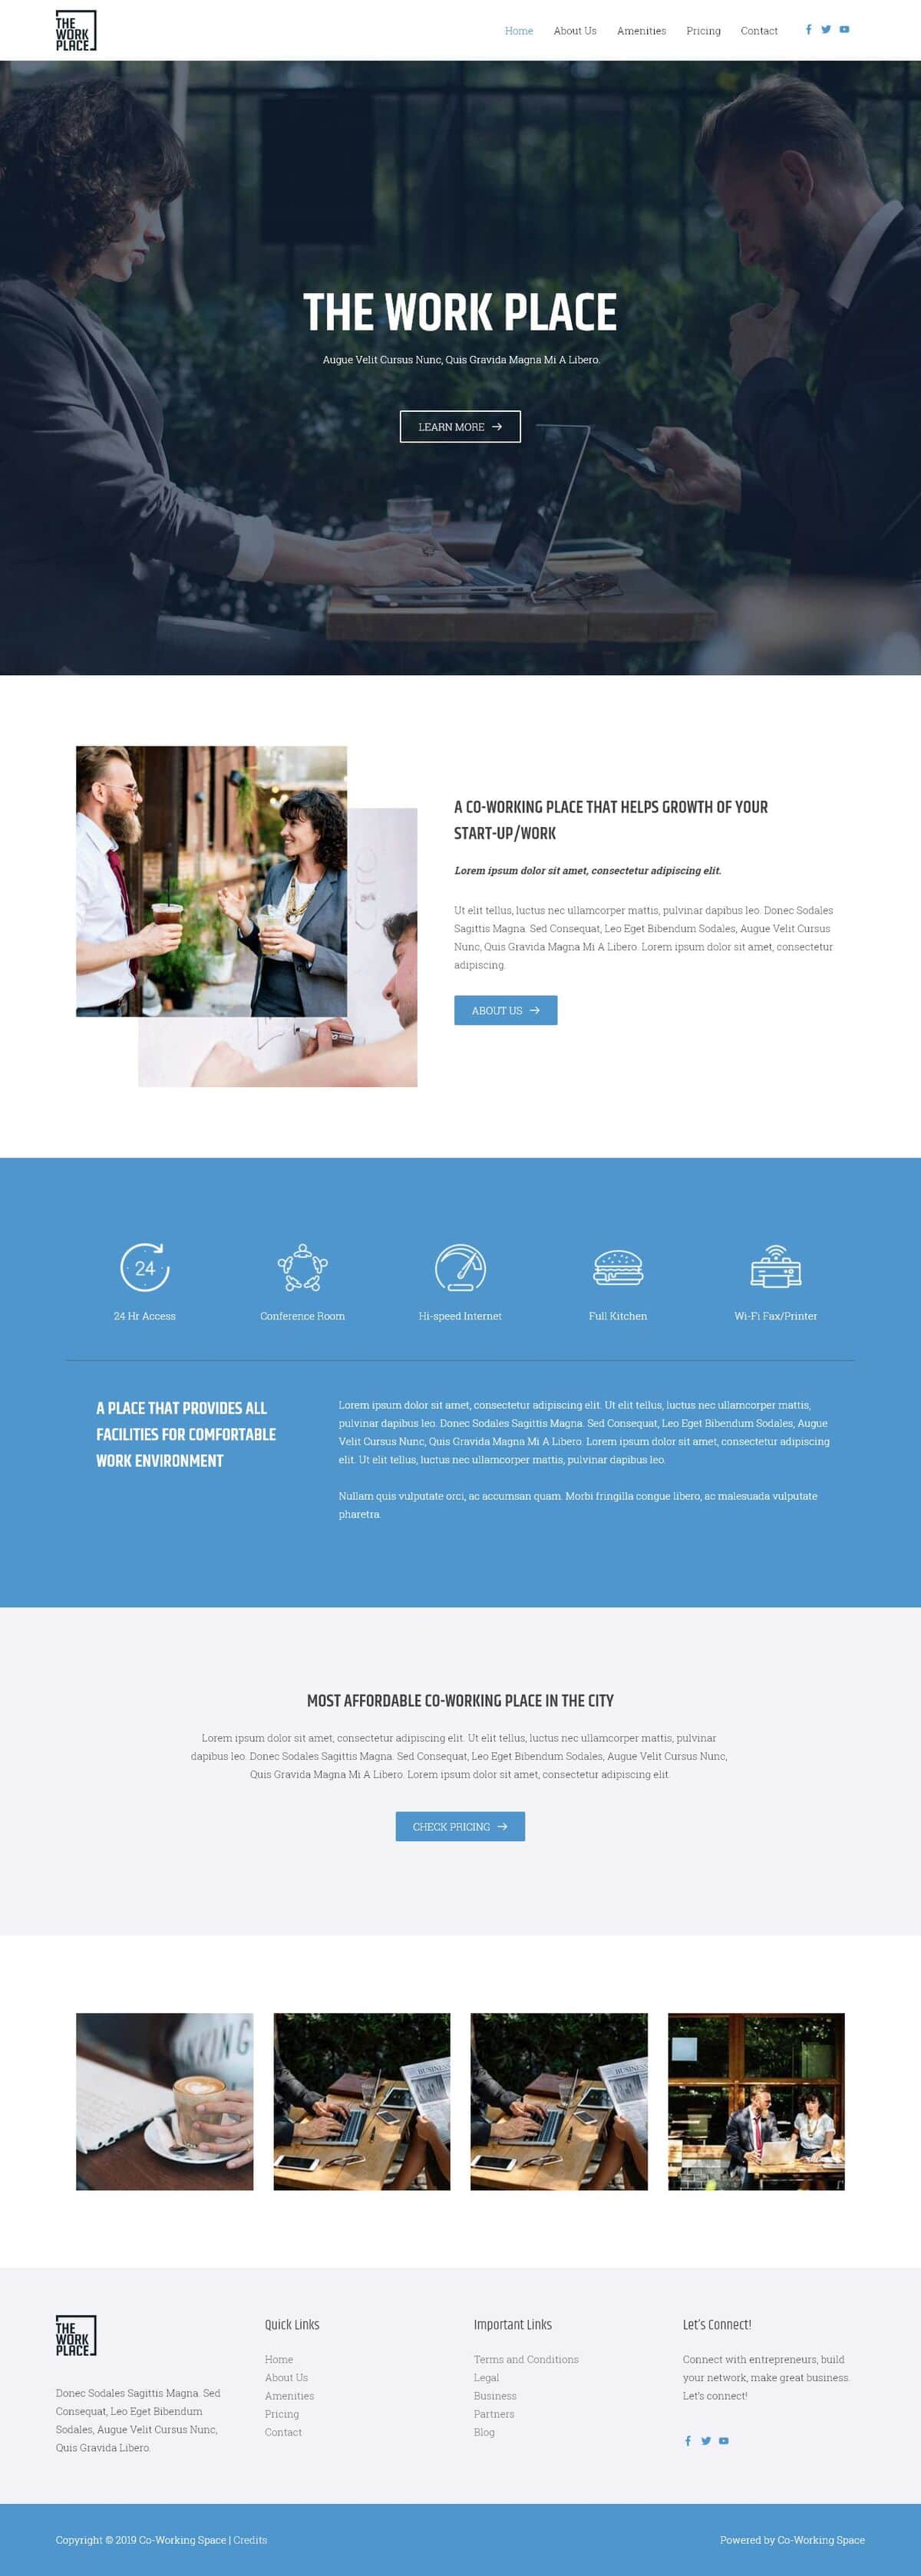 THE
WORK
PLACE
Home About Us Amenities Pricing Contact
THE WORK PLACE
Augue Velit Cursus Nunc, Quis Gravida Magna Mi A Libero.
LEARN MORE
A CO-WORKING PLACE THAT HELPS GROWTH OF YOUR
START-UP/WORK
Lorem ipsum dolor sit amet, consectetur adipiscing elit.
Ut elit tellus, luctus nec ullamcorper mattis, pulvinar dapibus leo. Donec Sodales
Sagittis Magna. Sed Consequat, Leo Eget Bibendum Sodales, Augue Velit Cursus
Nunc, Quis Gravida Magna Mi A Libero. Lorem ipsum dolor sit amet, consectetur
adipiscing.
ABOUT US
24
24 Hr Access
Conference Room
Hi-speed Internet
Full Kitchen
Wi-Fi Fax/Printer
A PLACE THAT PROVIDES ALL
FACILITIES FOR COMFORTABLE
WORK ENVIRONMENT
Lorem ipsum dolor sit amet, consectetur adipiscing elit. Ut elit tellus, luctus nec ullamcorper mattis,
pulvinar dapibus leo. Donec Sodales Sagittis Magna. Sed Consequat, Leo Eget Bibendum Sodales, Augue
Velit Cursus Nunc, Quis Gravida Magna Mi A Libero. Lorem ipsum dolor sit amet, consectetur adipiscing
elit. Ut elit tellus, luctus nec ullamcorper mattis, pulvinar dapibus leo.
Nullam quis vulputate orci, ac accumsan quam. Morbi fringilla congue libero, ac malesuada vulputate
pharetra.
MOST AFFORDABLE CO-WORKING PLACE IN THE CITY
Lorem ipsum dolor sit amet, consectetur adipiscing elit. Ut elit tellus, luctus nec ullamcorper mattis, pulvinar
dapibus leo. Donec Sodales Sagittis Magna. Sed Consequat, Leo Eget Bibendum Sodales, Augue Velit Cursus Nunc,
Quis Gravida Magna Mi A Libero. Lorem ipsum dolor sit amet, consectetur adipiscing elit.
CHECK PRICING
KING
BUSINESS
BUSINESS
THE
WORK
PLACE
Donec Sodales Sagittis Magna. Sed
Consequat, Leo Eget Bibendum
Sodales, Augue Velit Cursus Nunc,
Quis Gravida Libero.
Quick Links
Home
About Us
Amenities
Pricing
Contact
Important Links
Terms and Conditions
Legal
Business
Partners
Blog
Let's Connect!
Connect with entrepreneurs, build
your network, make great business.
Let's connect!
Copyright © 2019 Co-Working Space | Credits
Powered by Co-Working Space